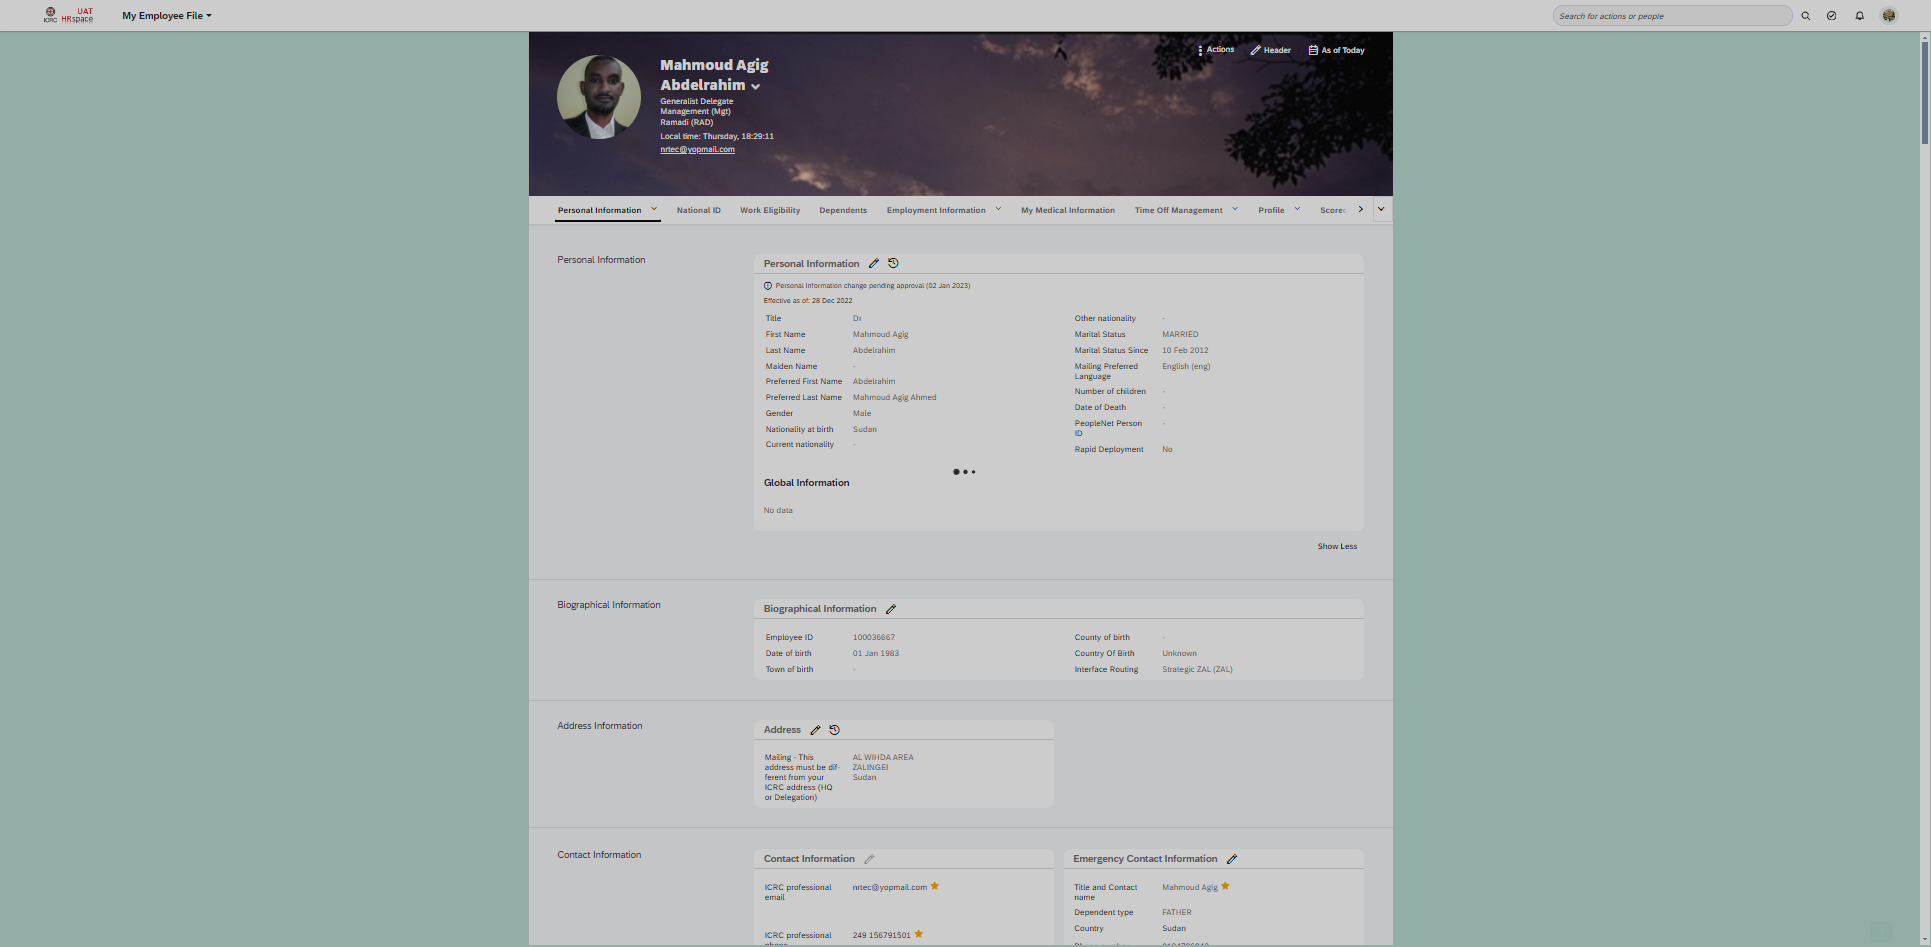 ICRC
UAT
HRspace
My Employee File
Search for actions or people
Actions
Header
As of Today
Mahmoud Agig
Abdelrahim
Generalist Delegate
Management (Mgt)
Ramadi (RAD)
Local time: Thursday, 18:29:11
nrtec@yopmail.com
Personal Information
National ID
Work Eligibility
Dependents
Employment Information
My Medical Information
Time Off Management
Profile
Personal Information
Personal Information
Personal Information change pending approval (02 Jan 2023)
Effective as of: 28 Dec 2022
Title Dr
First Name Mahmoud Agig
Last Name Abdelrahim
Maiden Name -
Preferred First Name Abdelrahim
Preferred Last Name Mahmoud Agig Ahmed
Gender Male
Nationality at birth Sudan
Current nationality -
Other nationality -
Marital Status MARRIED
Marital Status Since 10 Feb 2012
Mailing Preferred English (eng)
Language
Number of children -
Date of Death -
PeopleNet Person -
ID
Rapid Deployment No
Global Information
No data
Show Less
Biographical Information
Biographical Information
Employee ID 100036667
Date of birth 01 Jan 1983
Town of birth -
County of birth -
Country Of Birth Unknown
Interface Routing Strategic ZAL (ZAL)
Address Information
Address
Mailing - This AL WIHDA AREA
address must be dif- ZALINGEI
ferent from your Sudan
ICRC address (HQ
or Delegation)
Contact Information
Contact Information
ICRC professional nrtec@yopmail.com
email
ICRC professional 249 156791501
Emergency Contact Information
Title and Contact Mahmoud Agig
name
Dependent type FATHER
Country Sudan